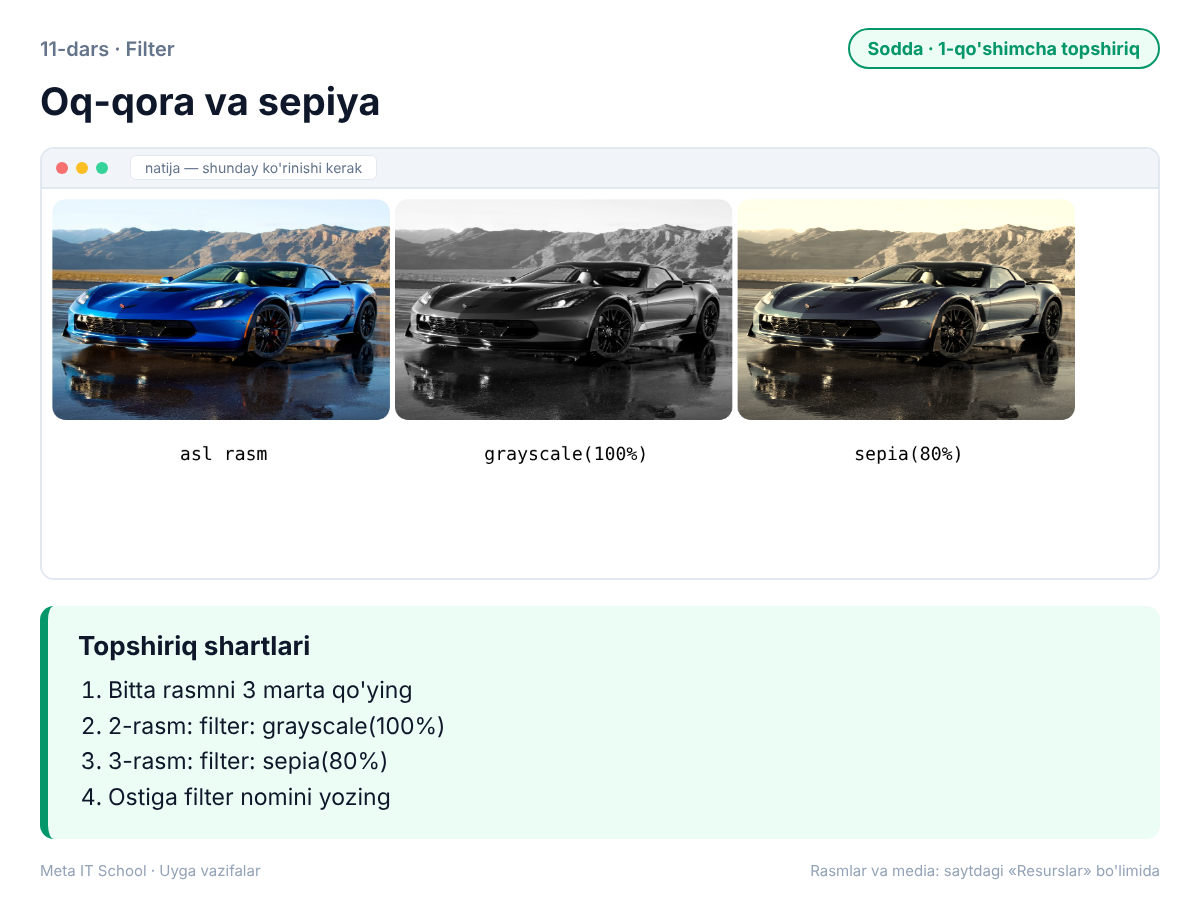 11-dars · Filter
Sodda · 1-qo'shimcha topshiriq
Oq-qora va sepiya
natija — shunday ko'rinishi kerak
asl rasm
grayscale(100%)
sepia(80%)
Topshiriq shartlari
1. Bitta rasmni 3 marta qo'ying
2. 2-rasm: filter: grayscale(100%)
3. 3-rasm: filter: sepia(80%)
4. Ostiga filter nomini yozing
Meta IT School · Uyga vazifalar
Rasmlar va media: saytdagi «Resurslar» bo'limida